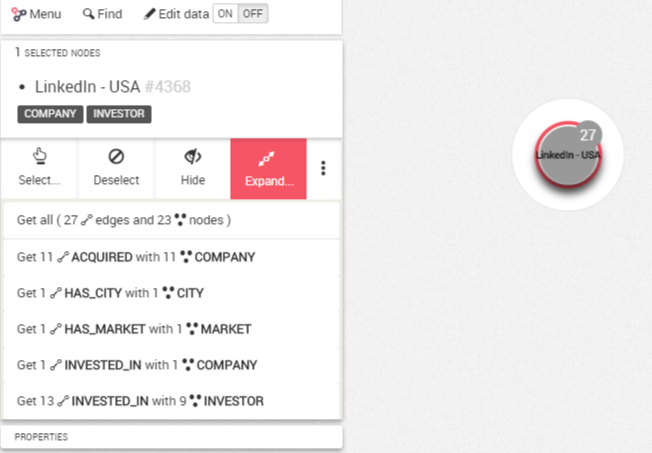 Menu Find Edit data ON OFF
1 SELECTED NODES
• LinkedIn - USA #4368
COMPANY INVESTOR
Select... Deselect Hide Expand...
Get all ( 27 edges and 23 nodes )
Get 11 ACQUIRED with 11 COMPANY
Get 1 HAS_CITY with 1 CITY
Get 1 HAS_MARKET with 1 MARKET
Get 1 INVESTED_IN with 1 COMPANY
Get 13 INVESTED_IN with 9 INVESTOR
PROPERTIES
27
LinkedIn - USA